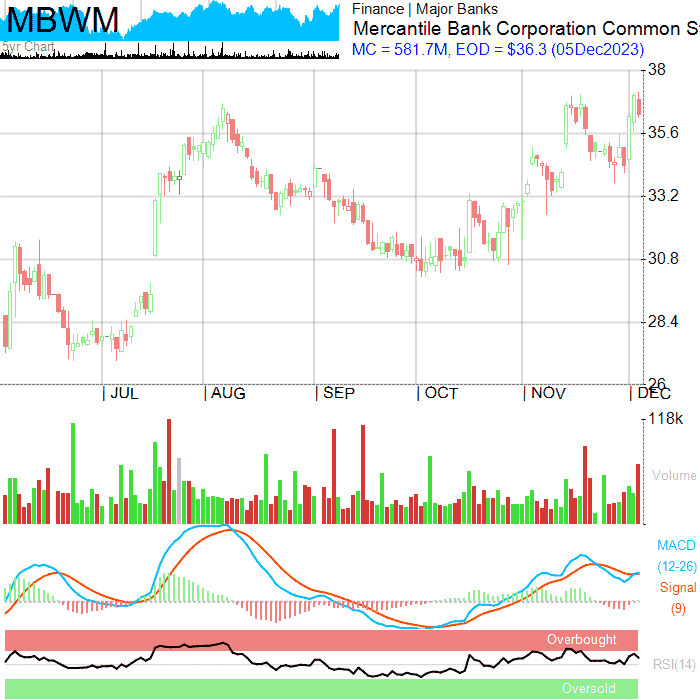 MBWM
5yr Chart
Finance | Major Banks
Mercantile Bank Corporation Common S
MC = 581.7M, EOD = $36.3 (05Dec2023)
38
35.6
33.2
30.8
28.4
26
| JUL | AUG | SEP | OCT | NOV | DEC
118k
Volume
MACD
(12-26)
Signal
(9)
Overbought
RSI(14)
Oversold